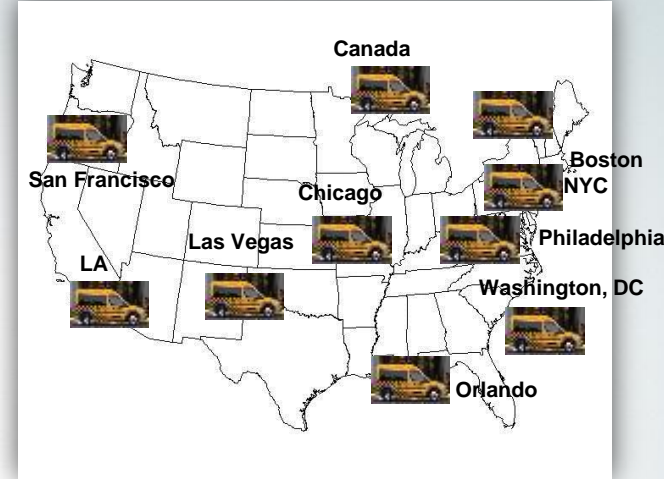 Canada
Boston
San Francisco
NYC
Chicago
Las Vegas
Philadelphia
LA
Washington, DC
Orlando